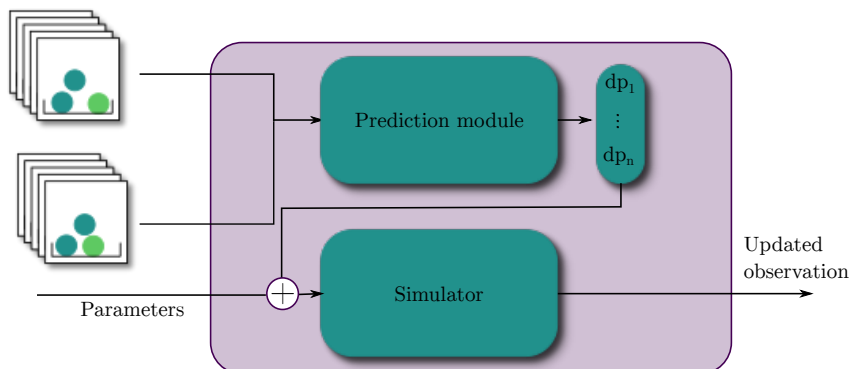 Prediction module
dp1
⋮
dpn
Updated
observation
Simulator
Parameters
+